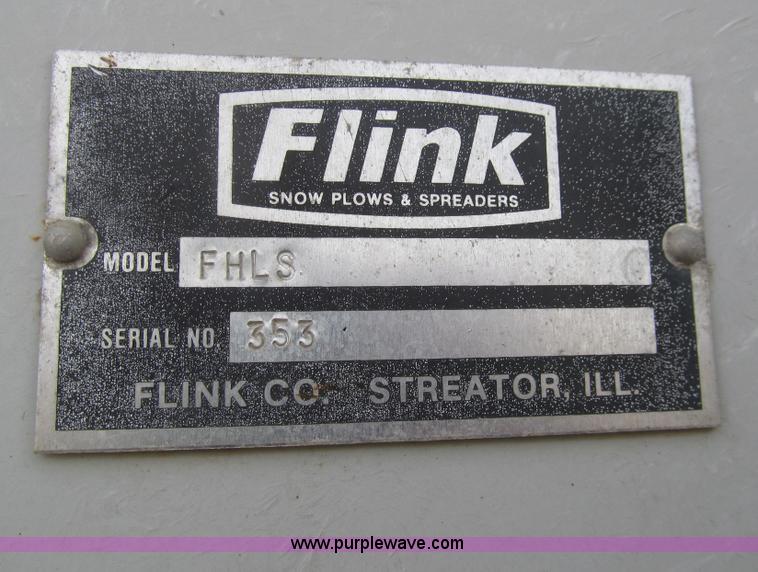 Flink
SNOW PLOWS & SPREADERS
MODEL FHLS
SERIAL NO. 353
FLINK CO. STREATOR, ILL.
www.purplewave.com